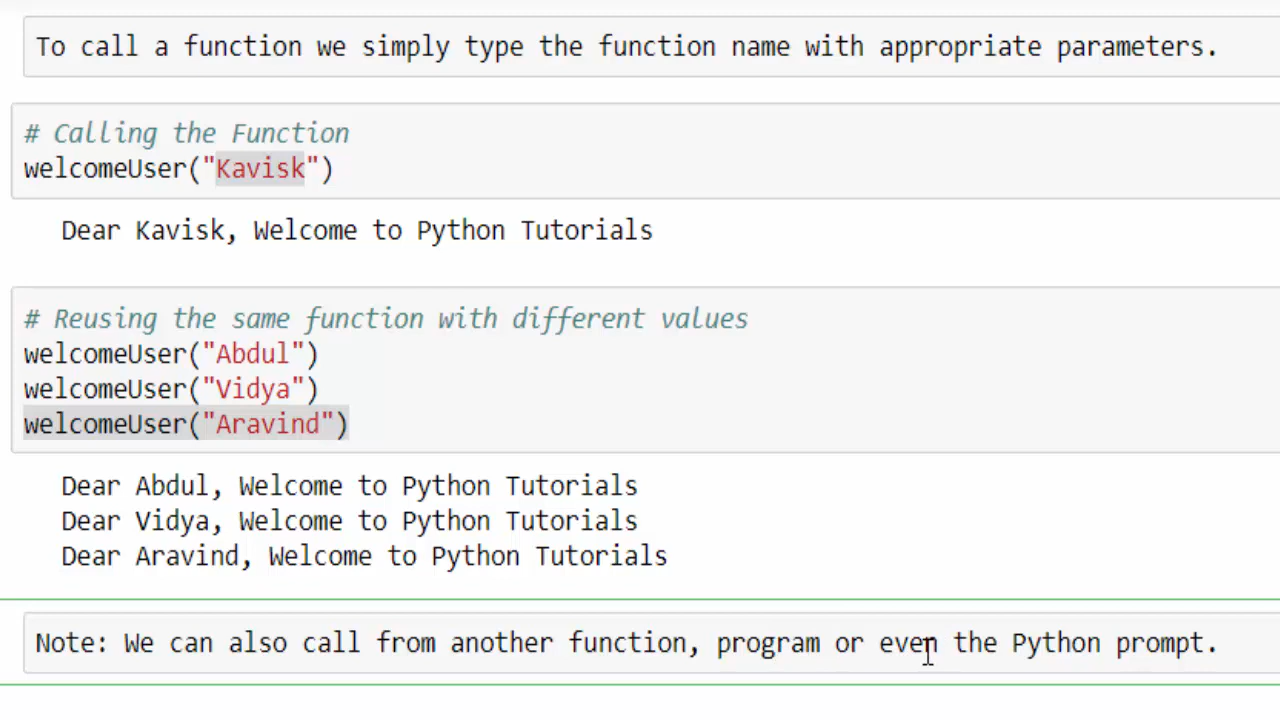 To call a function we simply type the function name with appropriate parameters.
# Calling the Function
welcomeUser("Kavisk")
Dear Kavisk, Welcome to Python Tutorials
# Reusing the same function with different values
welcomeUser("Abdul")
welcomeUser("Vidya")
welcomeUser("Aravind")
Dear Abdul, Welcome to Python Tutorials
Dear Vidya, Welcome to Python Tutorials
Dear Aravind, Welcome to Python Tutorials
Note: We can also call from another function, program or even the Python prompt.